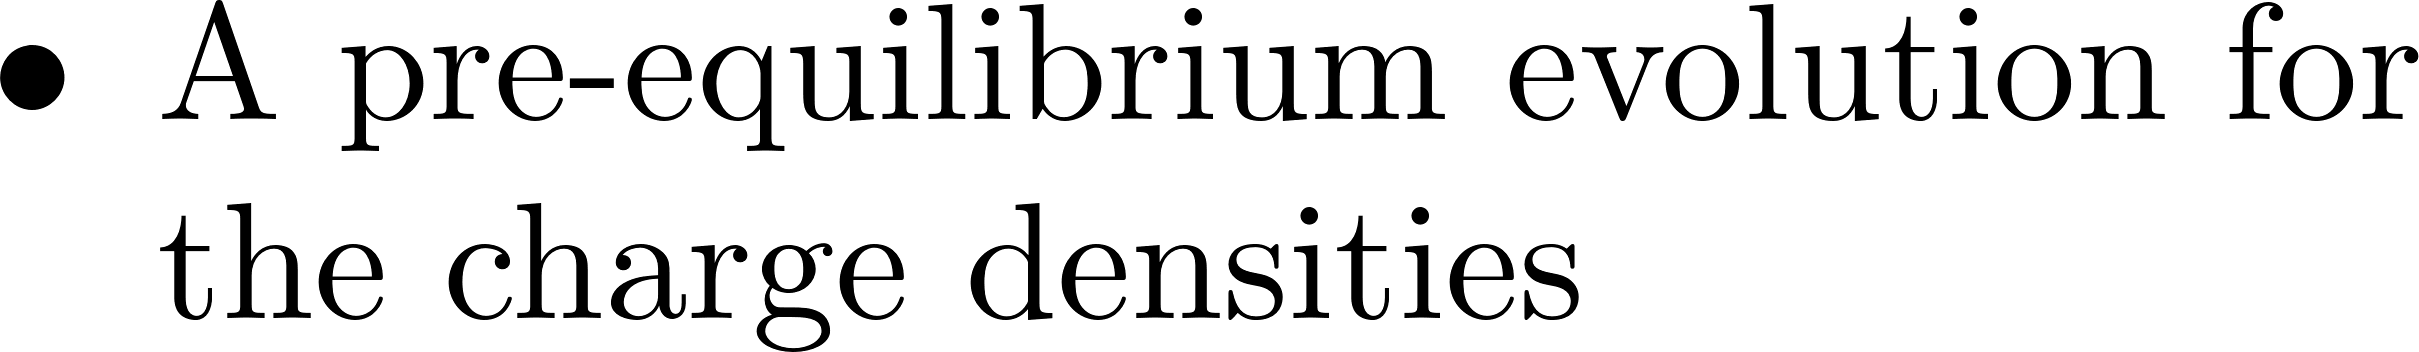 • A pre-equilibrium evolution for
the charge densities